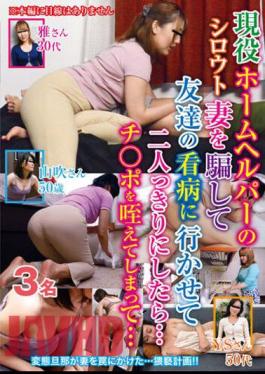 ※本編に目線はありません
雅さん
30代
現役ホームヘルパーの
シロウト妻を騙して
友達の看病に行かせて
二人っきりにしたら…
チ〇ポを咥えてしまって…
山吹さん
50歳
3名
50代
変態旦那が妻を罠にかけた…猥褻計画!!